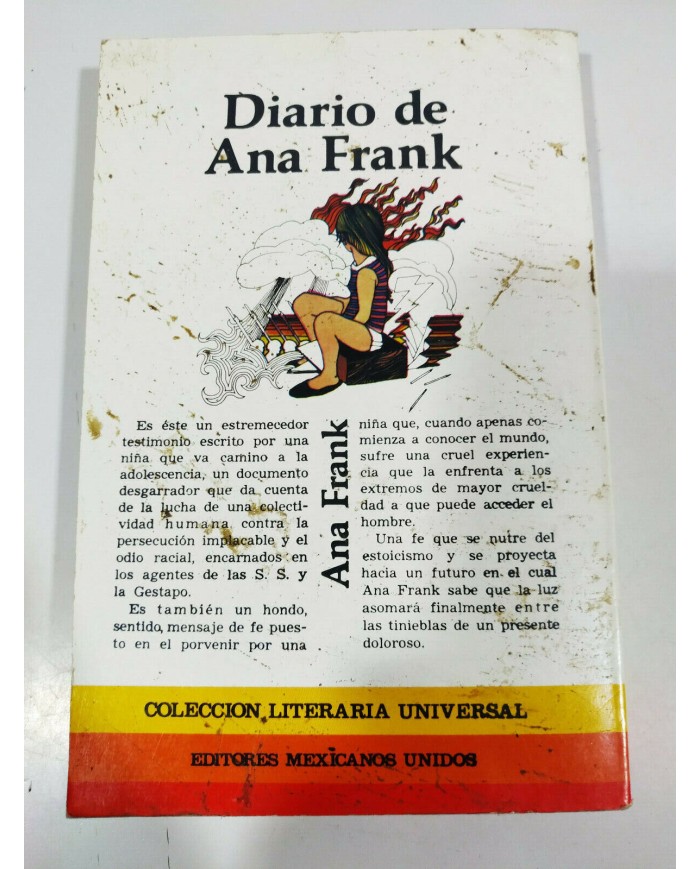 Diario de
Ana Frank
Es éste un estremecedor
testimonio escrito por una
niña que va camino a la
adolescencia, un documento
desgarrador que da cuenta
de la lucha de una colecti-
vidad humana contra la
persecución implacable y el
odio racial, encarnados en
los agentes de las S. S. y
la Gestapo.
Es también un hondo,
sentido, mensaje de fe pues-
to en el porvenir por una
Ana Frank
niña que, cuando apenas co-
mienza a conocer el mundo,
sufre una cruel experien-
cia que la enfrenta a los
extremos de mayor cruel-
dad a que puede acceder el
hombre.
Una fe que se nutre del
estoicismo y se proyecta
hacia un futuro en el cual
Ana Frank sabe que la luz
asomará finalmente entre
las tinieblas de un presente
doloroso.
COLECCION LITERARIA UNIVERSAL
EDITORES MEXICANOS UNIDOS